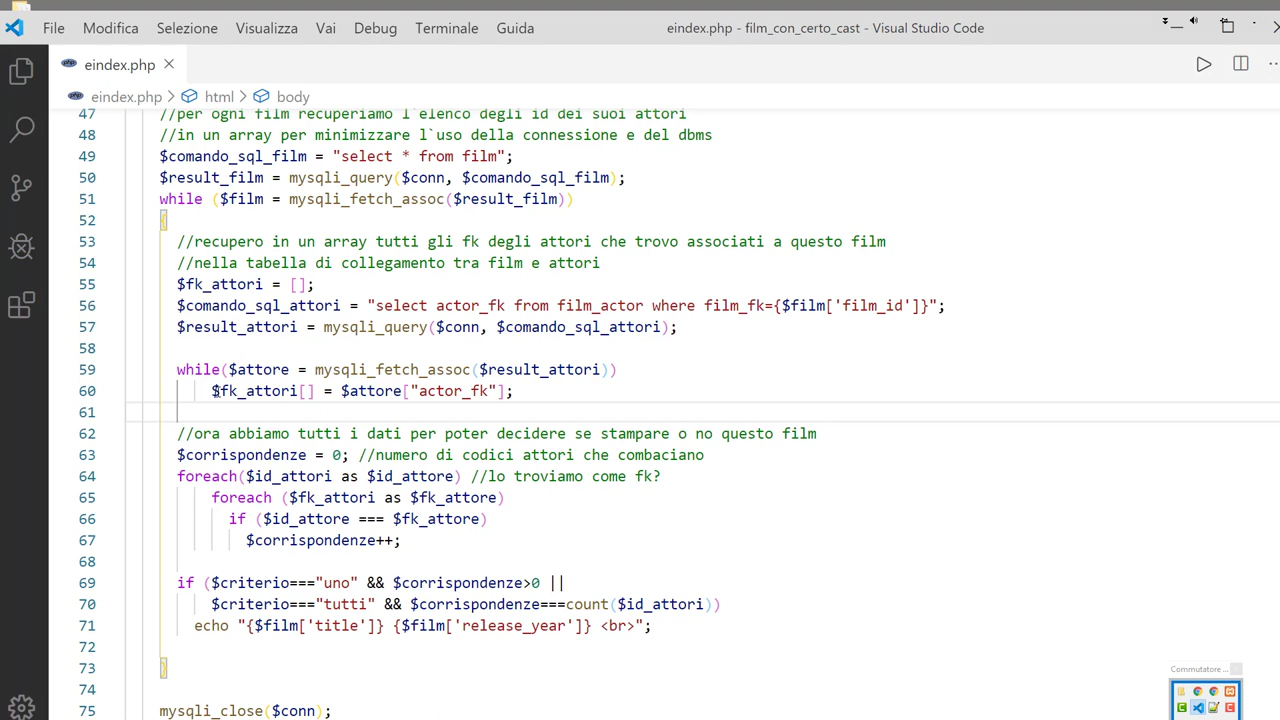 File Modifica Selezione Visualizza Vai Debug Terminale Guida eindex.php - film_con_certo_cast - Visual Studio Code
eindex.php
eindex.php > html > body
47 //per ogni film recuperiamo l`elenco degli id dei suoi attori
48 //in un array per minimizzare l`uso della connessione e del dbms
49 $comando_sql_film = "select * from film";
50 $result_film = mysqli_query($conn, $comando_sql_film);
51 while ($film = mysqli_fetch_assoc($result_film))
52 {
53 //recupero in un array tutti gli fk degli attori che trovo associati a questo film
54 //nella tabella di collegamento tra film e attori
55 $fk_attori = [];
56 $comando_sql_attori = "select actor_fk from film_actor where film_fk={$film['film_id']}";
57 $result_attori = mysqli_query($conn, $comando_sql_attori);
58
59 while($attore = mysqli_fetch_assoc($result_attori))
60 $fk_attori[] = $attore["actor_fk"];
61
62 //ora abbiamo tutti i dati per poter decidere se stampare o no questo film
63 $corrispondenze = 0; //numero di codici attori che combaciano
64 foreach($id_attori as $id_attore) //lo troviamo come fk?
65 foreach ($fk_attori as $fk_attore)
66 if ($id_attore === $fk_attore)
67 $corrispondenze++;
68
69 if ($criterio==="uno" && $corrispondenze>0 ||
70 $criterio==="tutti" && $corrispondenze===count($id_attori))
71 echo "{$film['title']} {$film['release_year']} <br>";
72
73 }
74
75 mysqli_close($conn);
Commutatore ...